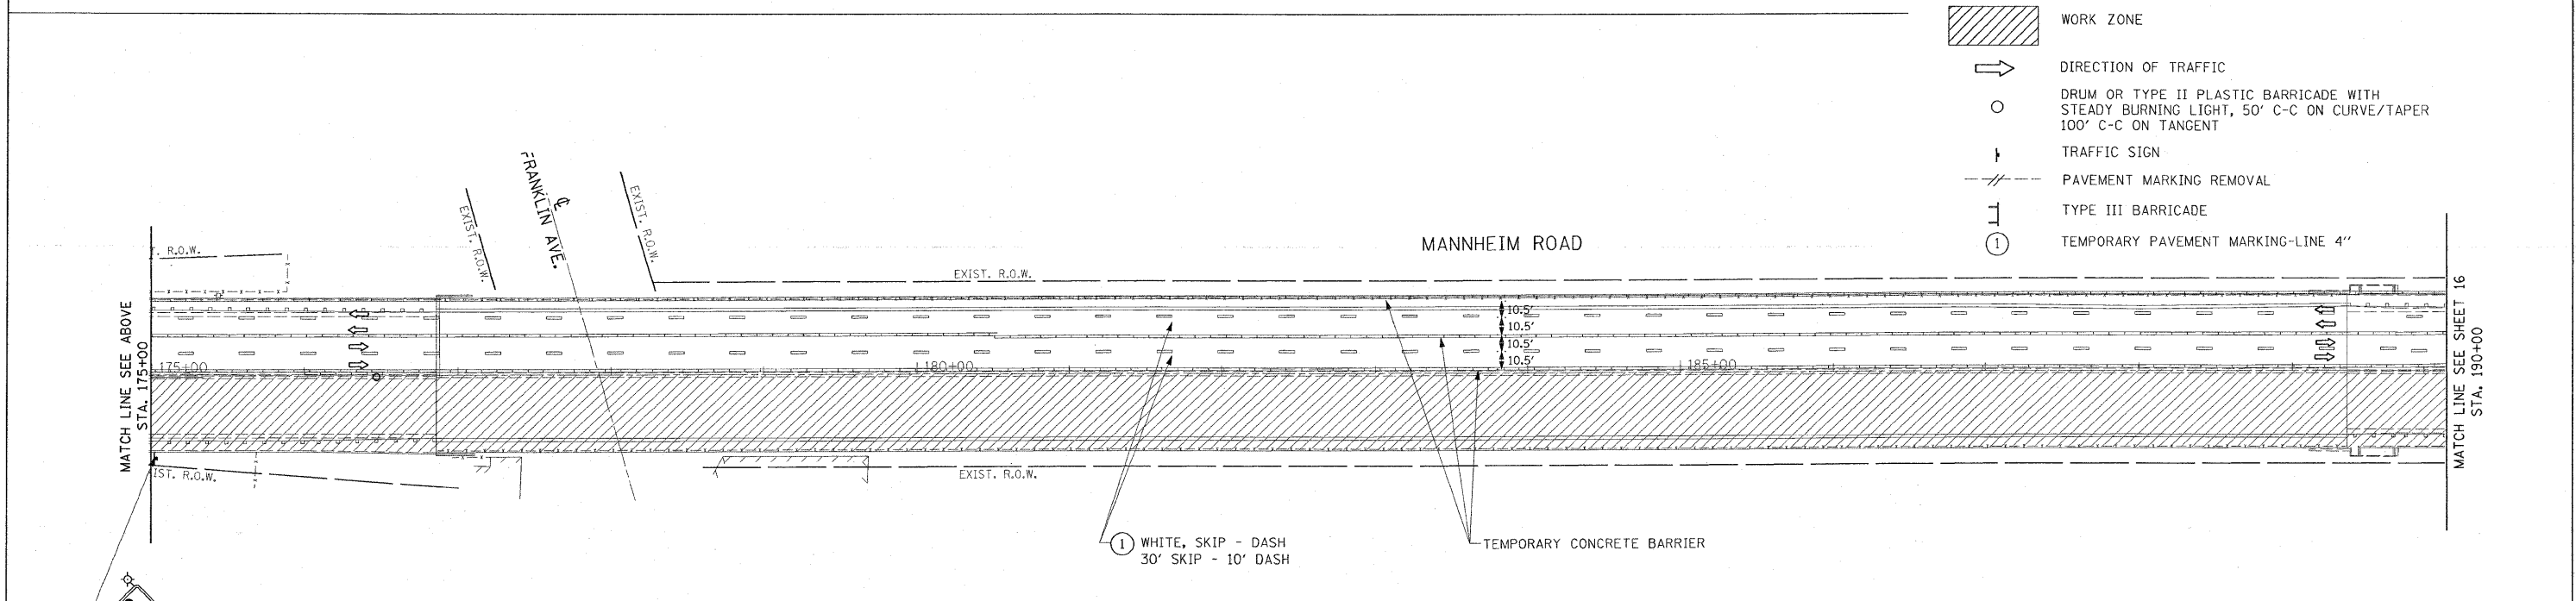 WORK ZONE
DIRECTION OF TRAFFIC
DRUM OR TYPE II PLASTIC BARRICADE WITH
STEADY BURNING LIGHT, 50' C-C ON CURVE/TAPER
100' C-C ON TANGENT
TRAFFIC SIGN
PAVEMENT MARKING REMOVAL
TYPE III BARRICADE
1 TEMPORARY PAVEMENT MARKING-LINE 4''
MANNHEIM ROAD
FRANKLIN AVE.
EXIST. R.O.W.
EXIST. R.O.W.
T. R.O.W.
EXIST. R.O.W.
MATCH LINE SEE ABOVE
STA. 175+00
175+00
180+00
185+00
10.5'
10.5'
10.5'
10.5'
MATCH LINE SEE SHEET 16
STA. 190+00
IST. R.O.W.
EXIST. R.O.W.
1 WHITE, SKIP - DASH
30' SKIP - 10' DASH
TEMPORARY CONCRETE BARRIER